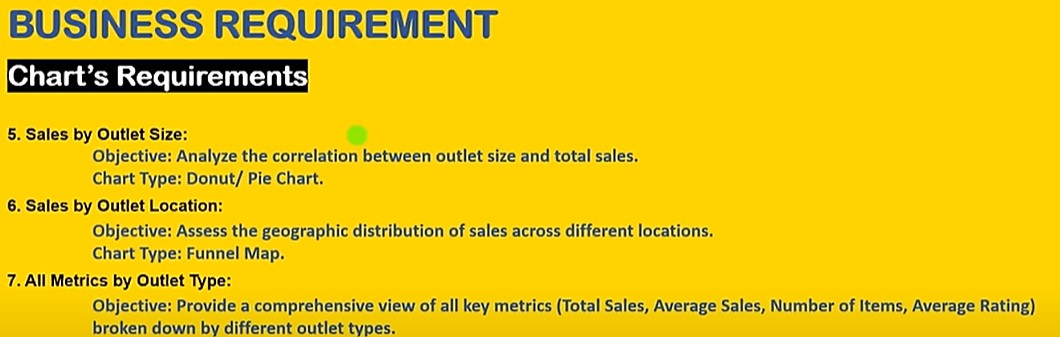 BUSINESS REQUIREMENT
Chart's Requirements
5. Sales by Outlet Size:
Objective: Analyze the correlation between outlet size and total sales.
Chart Type: Donut/ Pie Chart.
6. Sales by Outlet Location:
Objective: Assess the geographic distribution of sales across different locations.
Chart Type: Funnel Map.
7. All Metrics by Outlet Type:
Objective: Provide a comprehensive view of all key metrics (Total Sales, Average Sales, Number of Items, Average Rating)
broken down by different outlet types.